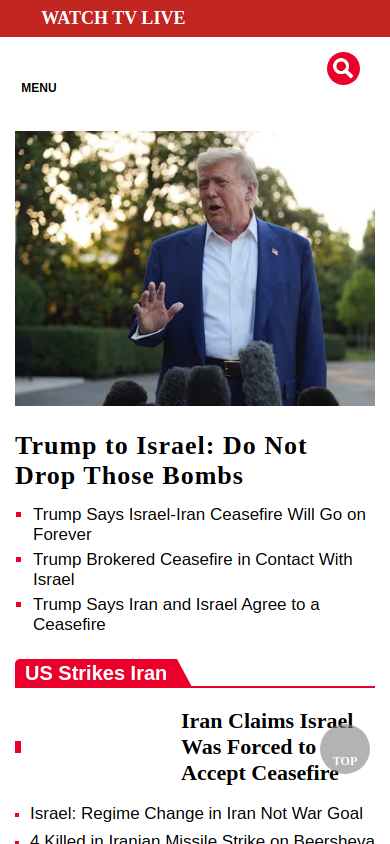 WATCH TV LIVE
MENU
Trump to Israel: Do Not
Drop Those Bombs
Trump Says Israel-Iran Ceasefire Will Go on
Forever
Trump Brokered Ceasefire in Contact With
Israel
Trump Says Iran and Israel Agree to a
Ceasefire
US Strikes Iran
Iran Claims Israel
Was Forced to
Accept Ceasefire
TOP
Israel: Regime Change in Iran Not War Goal
4 Killed in Iranian Missile Strike on Beersheva